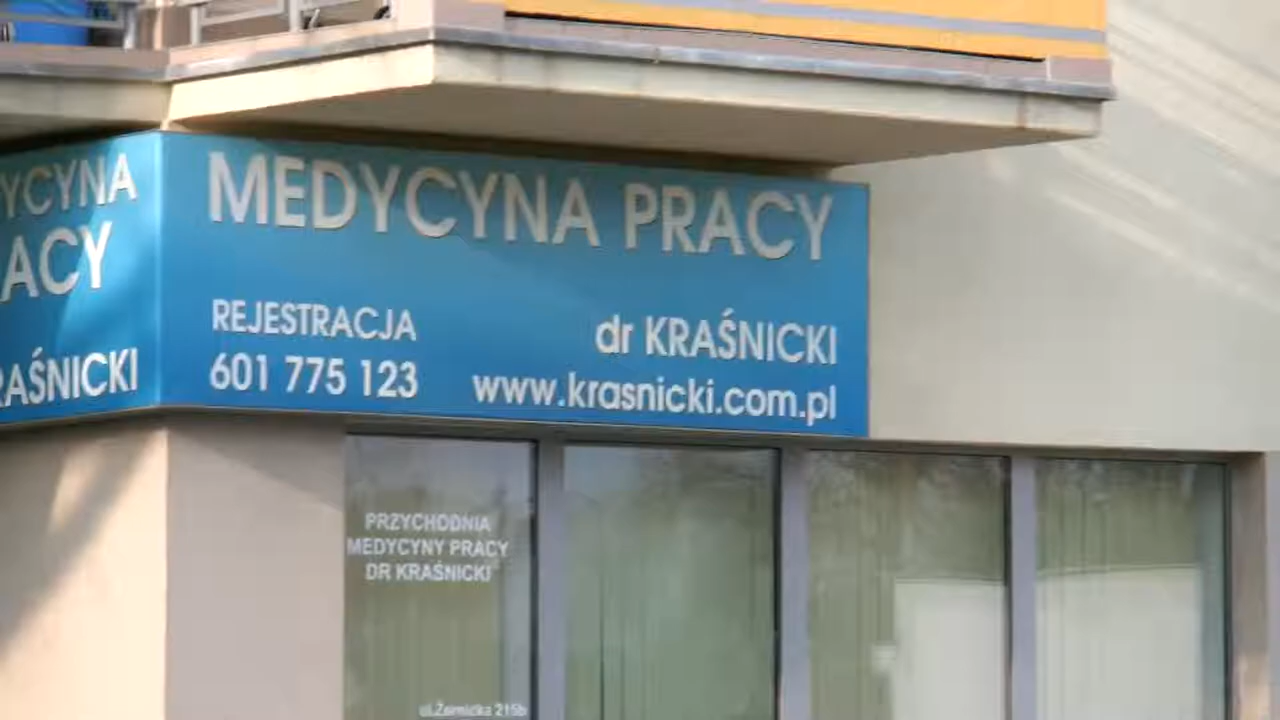 YCYNA
ACY
RAŚNICKI
MEDYCYNA PRACY
REJESTRACJA
601 775 123
dr KRAŚNICKI
www.krasnicki.com.pl
PRZYCHODNIA
MEDYCYNY PRACY
DR KRAŚNICKI
ul.Żernicka 215b